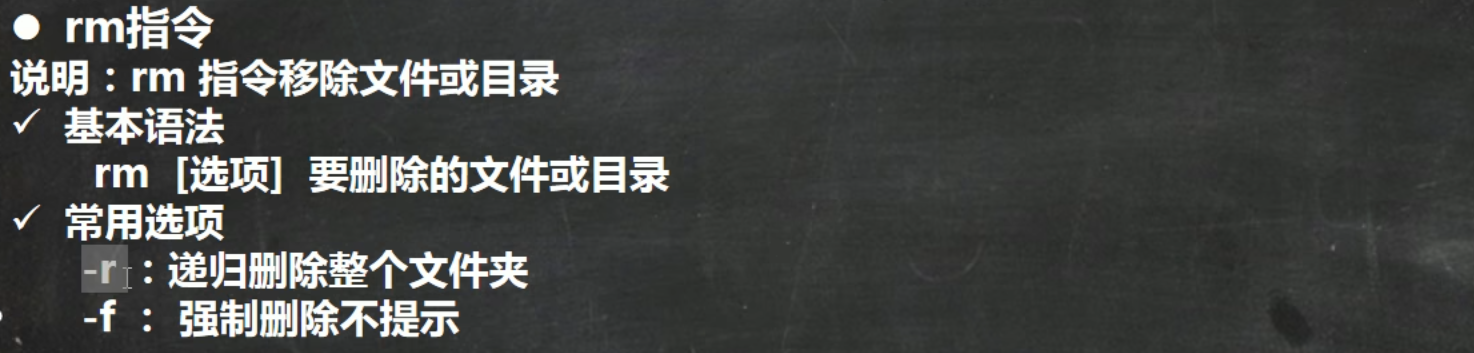 ● rm指令
说明：rm 指令移除文件或目录
✓ 基本语法
rm [选项] 要删除的文件或目录
✓ 常用选项
-r ：递归删除整个文件夹
-f ： 强制删除不提示